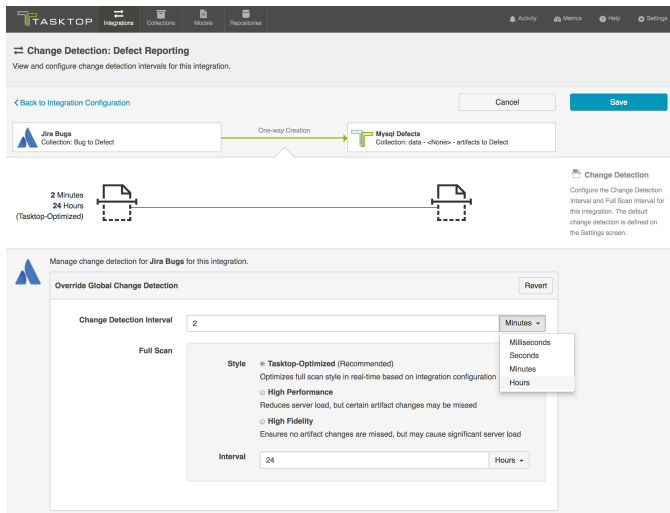 TASKTOP
Integrations
Collections
Models
Repositories
Activity
Metrics
Help
Settings
Change Detection: Defect Reporting
View and configure change detection intervals for this integration.
Back to Integration Configuration
Cancel
Save
Jira Bugs
Collection: Bug to Defect
One-way Creation
Mysql Defects
Collection: data - <None> - artifacts to Defect
2 Minutes
24 Hours
(Tasktop-Optimized)
Change Detection
Configure the Change Detection
Interval and Full Scan Interval for
this integration. The default
change detection is defined on
the Settings screen.
Manage change detection for Jira Bugs for this integration.
Override Global Change Detection
Revert
Change Detection Interval
2
Minutes
Milliseconds
Seconds
Minutes
Hours
Full Scan
Style
Tasktop-Optimized (Recommended)
Optimizes full scan style in real-time based on integration configuration
High Performance
Reduces server load, but certain artifact changes may be missed
High Fidelity
Ensures no artifact changes are missed, but may cause significant server load
Interval
24
Hours